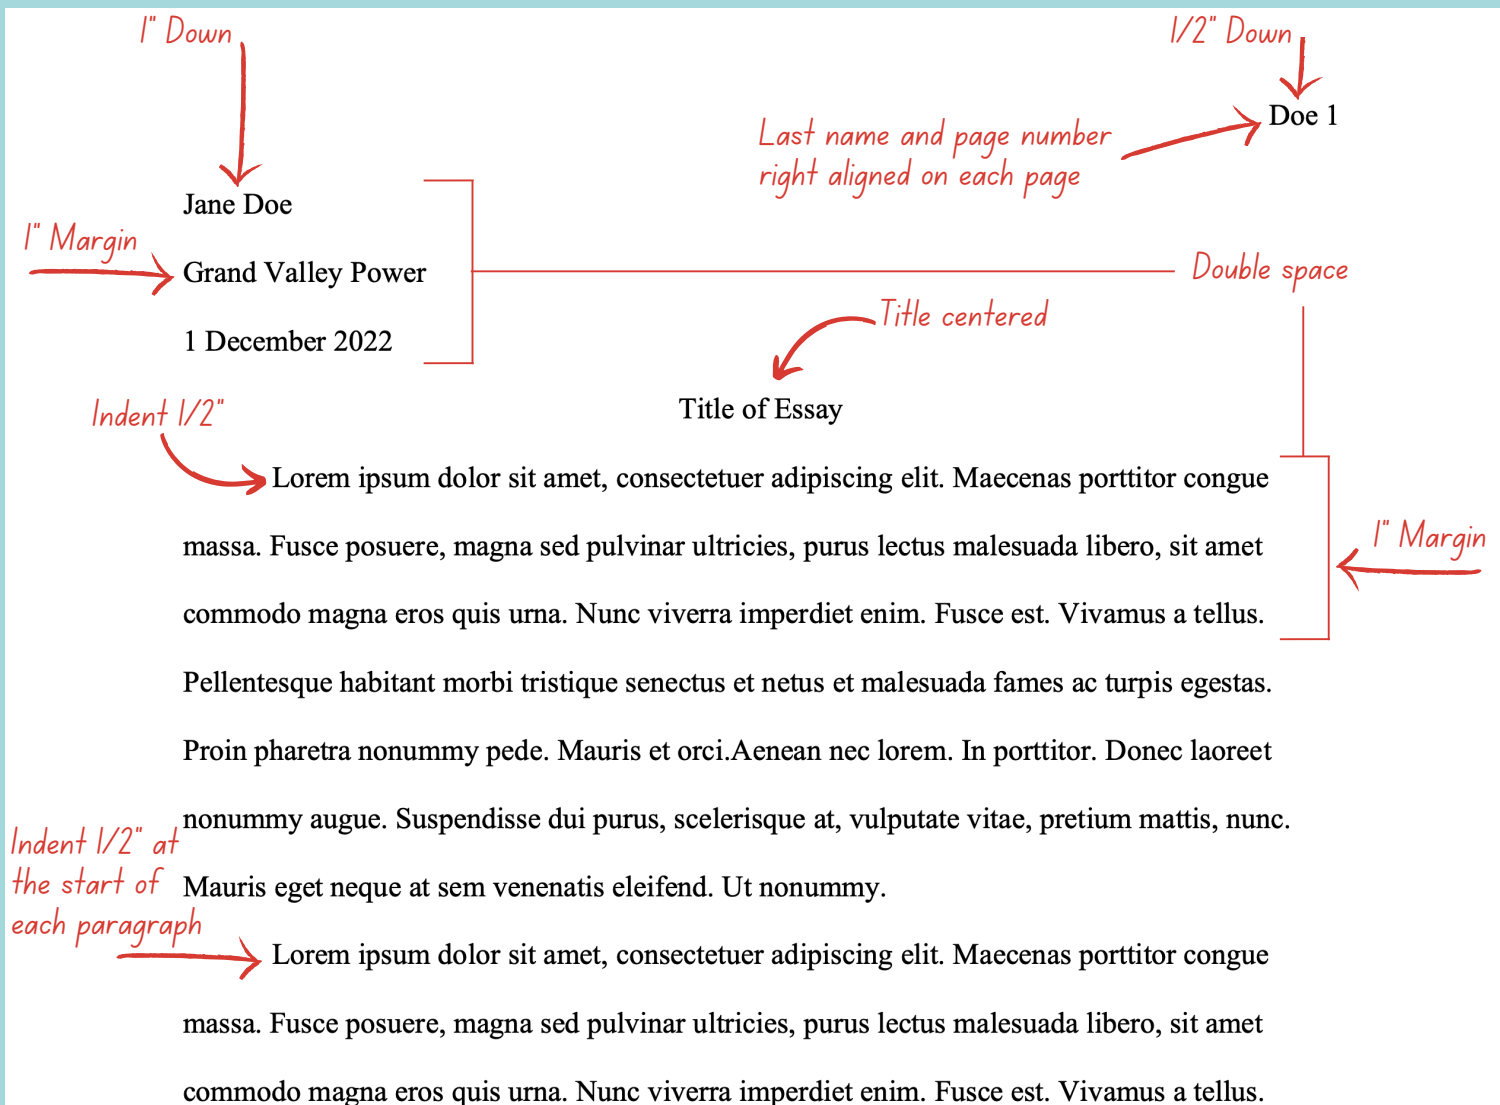 1" Down
1/2" Down
Doe 1
Last name and page number
right aligned on each page
Jane Doe
1" Margin
Grand Valley Power
Double space
1 December 2022
Title centered
Indent 1/2"
Title of Essay
Lorem ipsum dolor sit amet, consectetuer adipiscing elit. Maecenas porttitor congue
massa. Fusce posuere, magna sed pulvinar ultricies, purus lectus malesuada libero, sit amet
1" Margin
commodo magna eros quis urna. Nunc viverra imperdiet enim. Fusce est. Vivamus a tellus.
Pellentesque habitant morbi tristique senectus et netus et malesuada fames ac turpis egestas.
Proin pharetra nonummy pede. Mauris et orci.Aenean nec lorem. In porttitor. Donec laoreet
nonummy augue. Suspendisse dui purus, scelerisque at, vulputate vitae, pretium mattis, nunc.
Mauris eget neque at sem venenatis eleifend. Ut nonummy.
Indent 1/2" at
the start of
each paragraph
Lorem ipsum dolor sit amet, consectetuer adipiscing elit. Maecenas porttitor congue
massa. Fusce posuere, magna sed pulvinar ultricies, purus lectus malesuada libero, sit amet
commodo magna eros quis urna. Nunc viverra imperdiet enim. Fusce est. Vivamus a tellus.